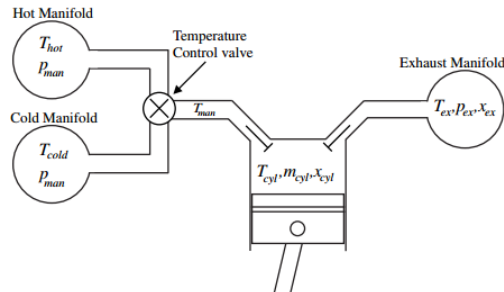 Hot Manifold
T_hot
p_man
Cold Manifold
T_cold
p_man
Temperature
Control valve
T_man
T_cyl, m_cyl, x_cyl
Exhaust Manifold
T_ex, p_ex, x_ex